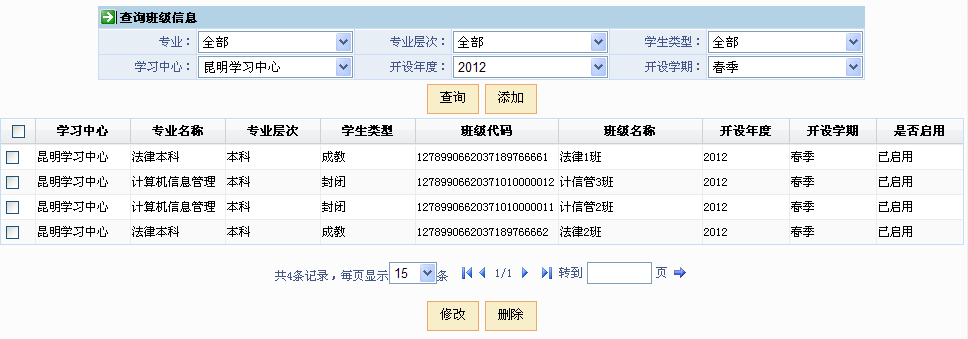 查询班级信息
专业： 全部 专业层次： 全部 学生类型： 全部
学习中心： 昆明学习中心 开设年度： 2012 开设学期： 春季
查询 添加
学习中心 专业名称 专业层次 学生类型 班级代码 班级名称 开设年度 开设学期 是否启用
昆明学习中心 法律本科 本科 成教 1278990662037189766661 法律1班 2012 春季 已启用
昆明学习中心 计算机信息管理 本科 封闭 12789906620371010000012 计信管3班 2012 春季 已启用
昆明学习中心 计算机信息管理 本科 封闭 12789906620371010000011 计信管2班 2012 春季 已启用
昆明学习中心 法律本科 本科 成教 1278990662037189766662 法律2班 2012 春季 已启用
共4条记录，每页显示 15 条 1/1 转到 页
修改 删除